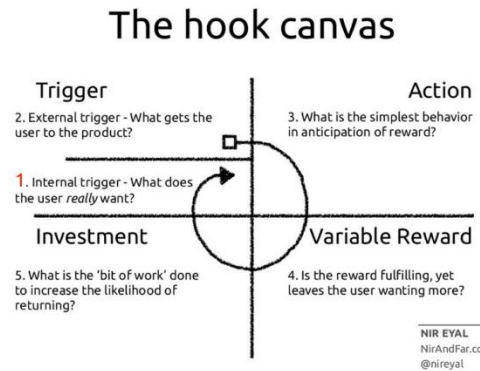 The hook canvas
Trigger
2. External trigger - What gets the
user to the product?
1. Internal trigger - What does
the user really want?
Action
3. What is the simplest behavior
in anticipation of reward?
Investment
5. What is the ‘bit of work’ done
to increase the likelihood of
returning?
Variable Reward
4. Is the reward fulfilling, yet
leaves the user wanting more?
NIR EYAL
NirAndFar.co
@nireyal